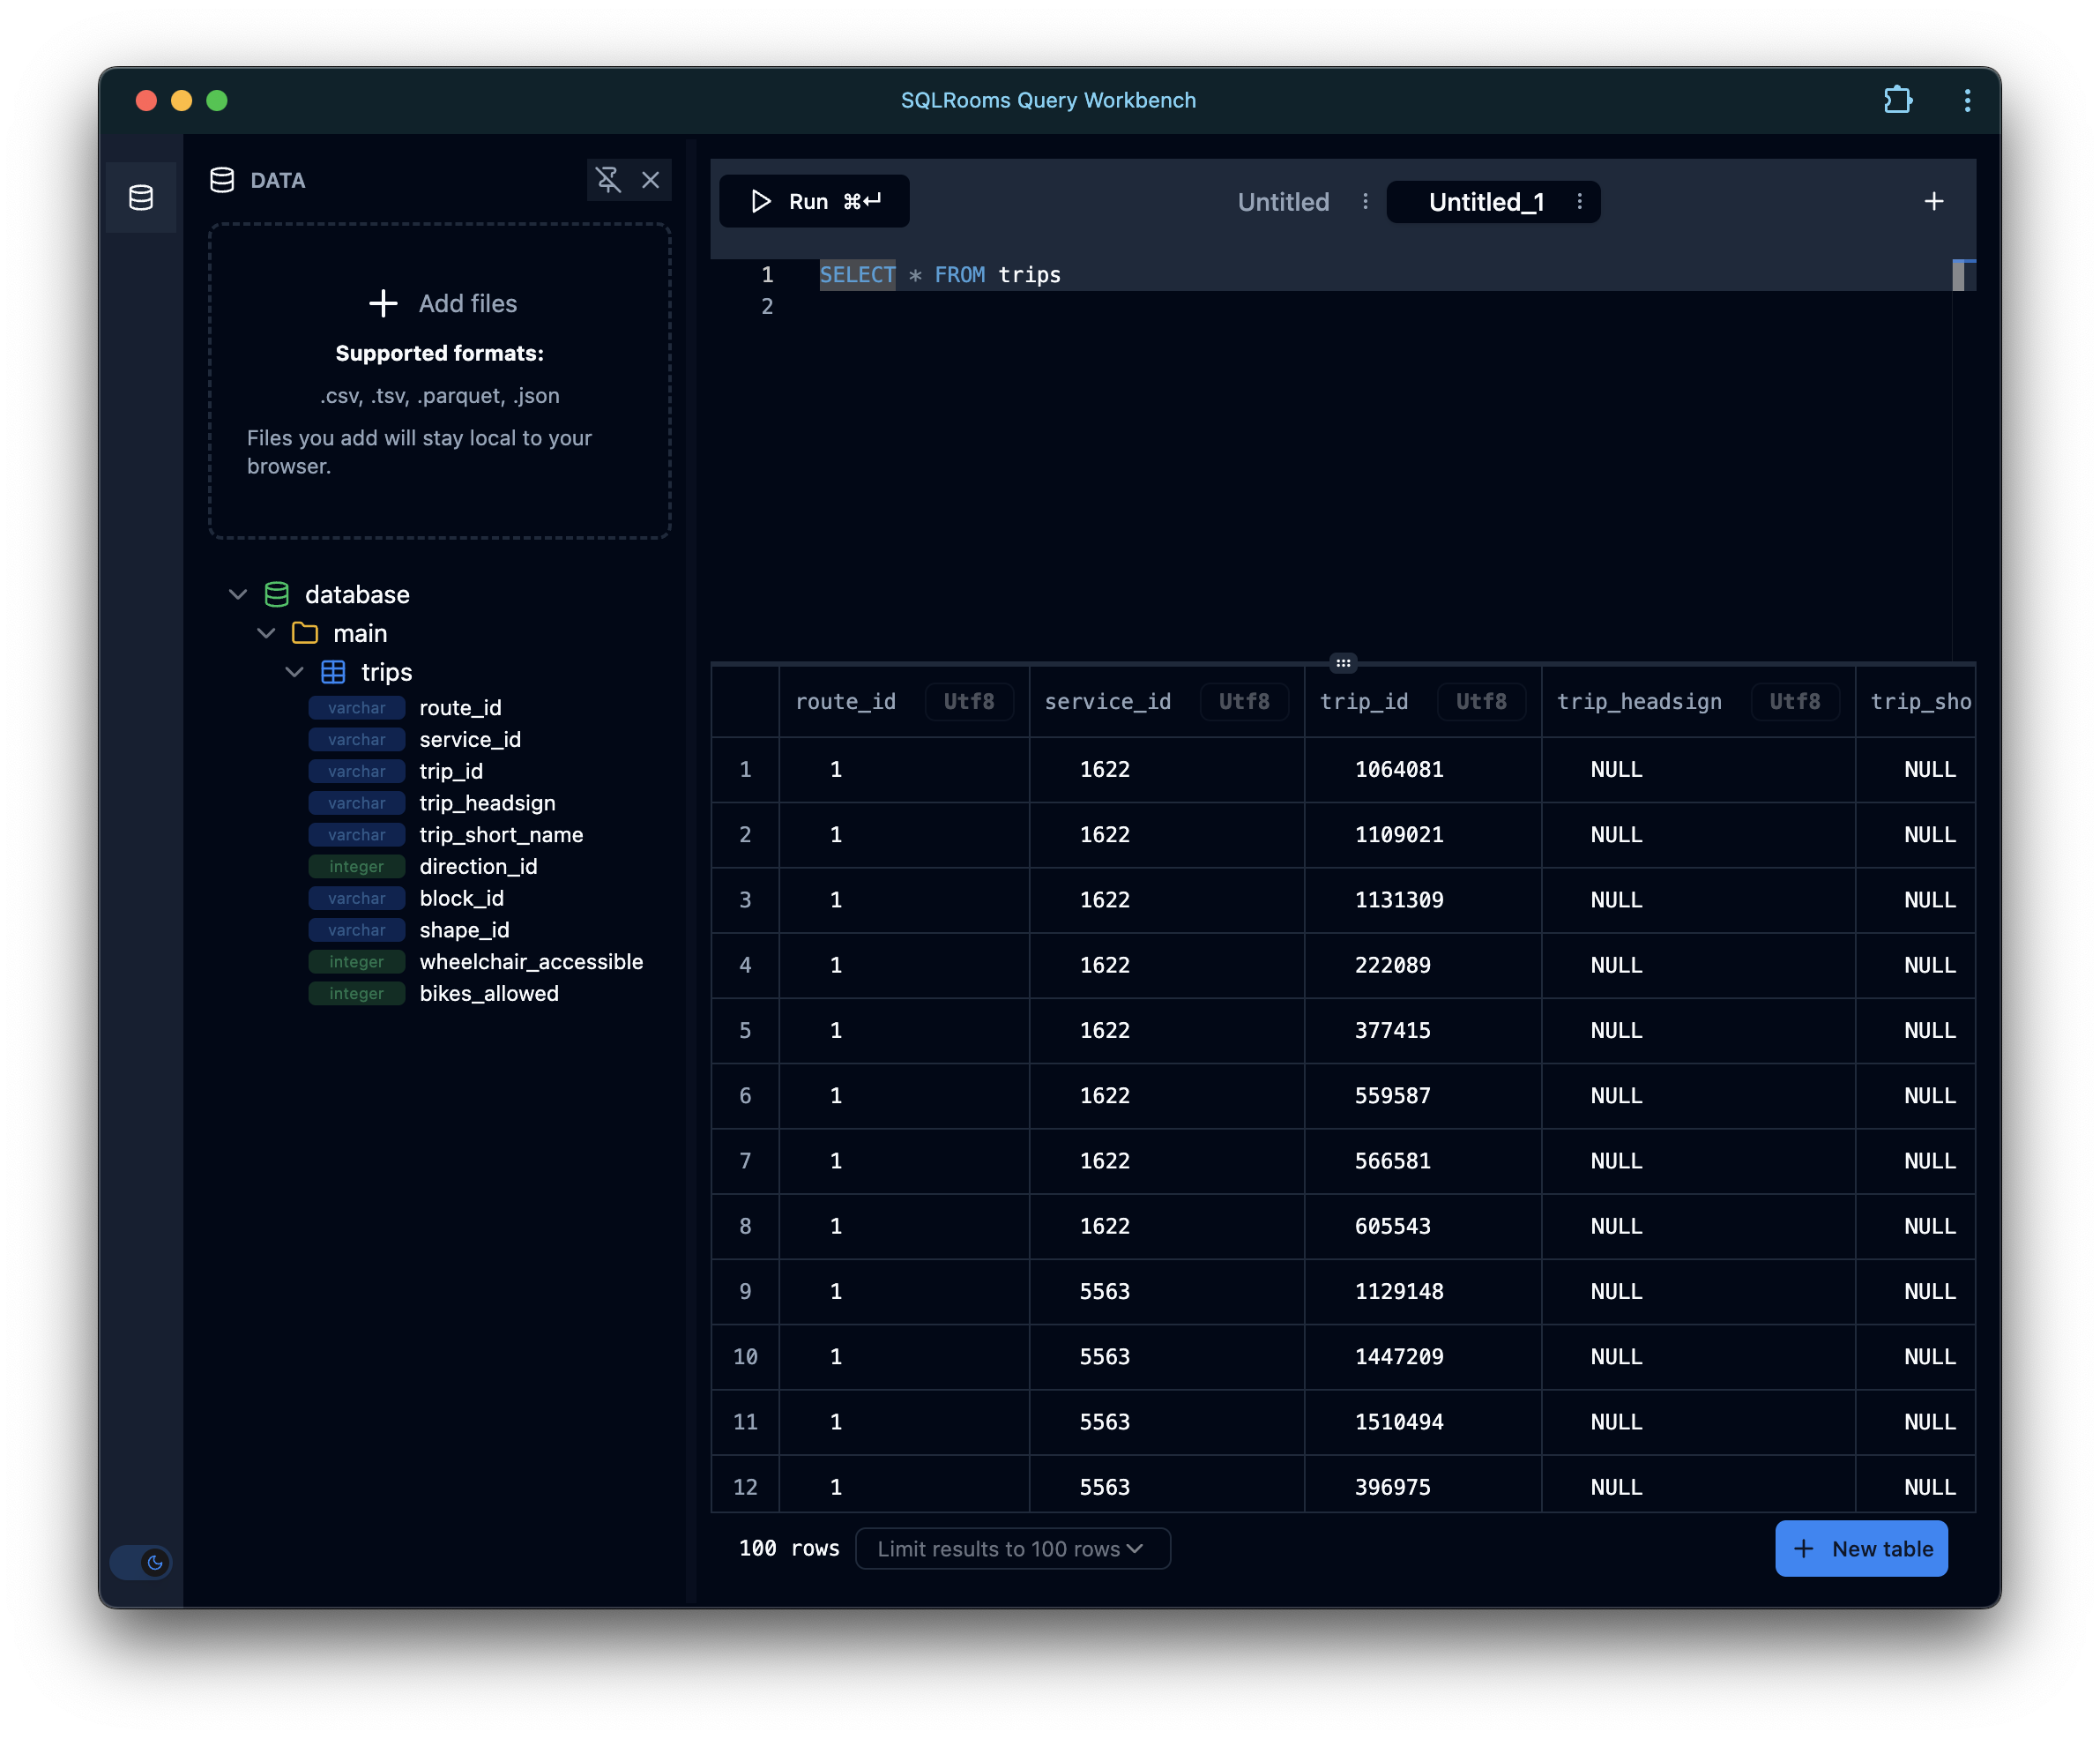 SQLRooms Query Workbench
DATA
Add files
Supported formats:
.csv, .tsv, .parquet, .json
Files you add will stay local to your
browser.
database
main
trips
varchar route_id
varchar service_id
varchar trip_id
varchar trip_headsign
varchar trip_short_name
integer direction_id
varchar block_id
varchar shape_id
integer wheelchair_accessible
integer bikes_allowed
Run ⌘↵ Untitled Untitled_1
1 SELECT * FROM trips
2
route_id Utf8 service_id Utf8 trip_id Utf8 trip_headsign Utf8 trip_sho
1 1 1622 1064081 NULL NULL
2 1 1622 1109021 NULL NULL
3 1 1622 1131309 NULL NULL
4 1 1622 222089 NULL NULL
5 1 1622 377415 NULL NULL
6 1 1622 559587 NULL NULL
7 1 1622 566581 NULL NULL
8 1 1622 605543 NULL NULL
9 1 5563 1129148 NULL NULL
10 1 5563 1447209 NULL NULL
11 1 5563 1510494 NULL NULL
12 1 5563 396975 NULL NULL
100 rows Limit results to 100 rows New table